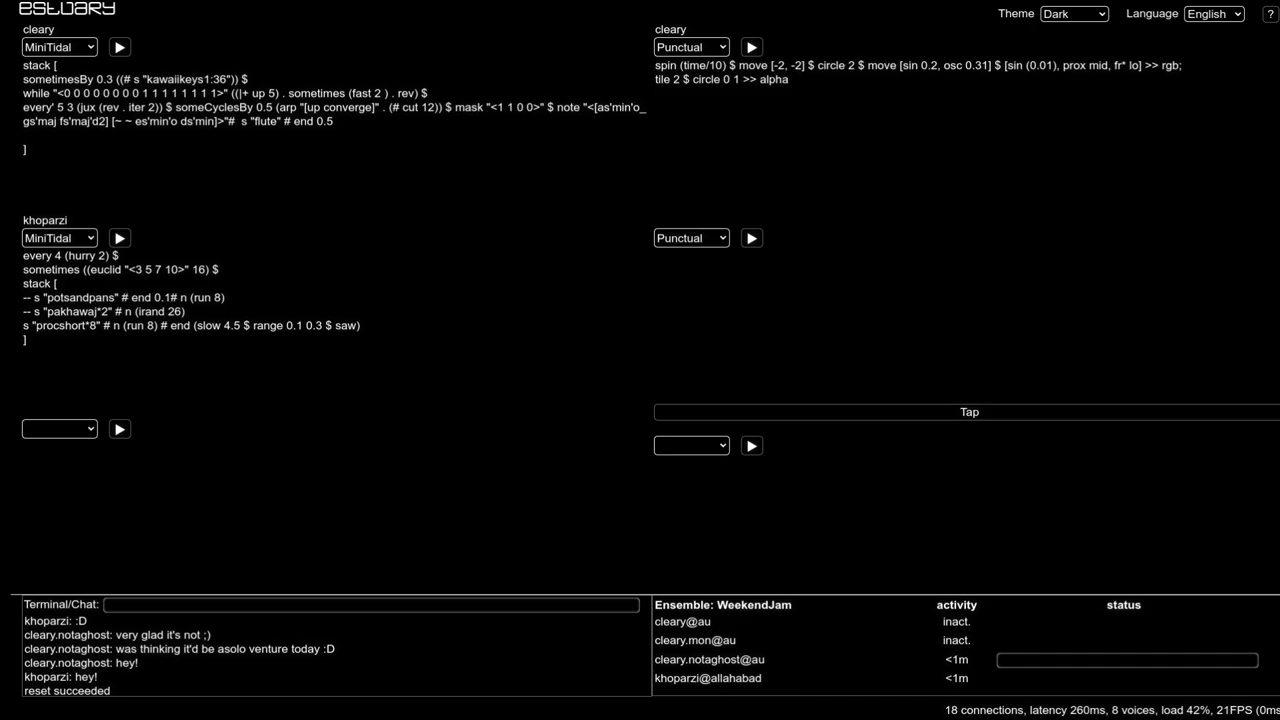 estuary
Theme Dark Language English ?
cleary
MiniTidal
stack [
sometimesBy 0.3 ((# s "kawaiikeys1:36")) $
while "<0 0 0 0 0 0 0 0 1 1 1 1 1 1 1 1>" ((|+ up 5) . sometimes (fast 2 ) . rev) $
every' 5 3 (jux (rev . iter 2)) $ someCyclesBy 0.5 (arp "[up converge]" . (# cut 12)) $ mask "<1 1 0 0>" $ note "<[as'min'o_
gs'maj fs'maj'd2] [~ ~ es'min'o ds'min]>"#  s "flute" # end 0.5
]
cleary
Punctual
spin (time/10) $ move [-2, -2] $ circle 2 $ move [sin 0.2, osc 0.31] $ [sin (0.01), prox mid, fr* lo] >> rgb;
tile 2 $ circle 0 1 >> alpha
khoparzi
MiniTidal
every 4 (hurry 2) $
sometimes ((euclid "<3 5 7 10>" 16) $
stack [
-- s "potsandpans" # end 0.1# n (run 8)
-- s "pakhawaj*2" # n (irand 26)
s "procshort*8" # n (run 8) # end (slow 4.5 $ range 0.1 0.3 $ saw)
]
Punctual
Tap
Terminal/Chat:
khoparzi: :D
cleary.notaghost: very glad it's not ;)
cleary.notaghost: was thinking it'd be asolo venture today :D
cleary.notaghost: hey!
khoparzi: hey!
reset succeeded
Ensemble: WeekendJam activity status
cleary@au inact.
cleary.mon@au inact.
cleary.notaghost@au <1m
khoparzi@allahabad <1m
18 connections, latency 260ms, 8 voices, load 42%, 21FPS (0ms